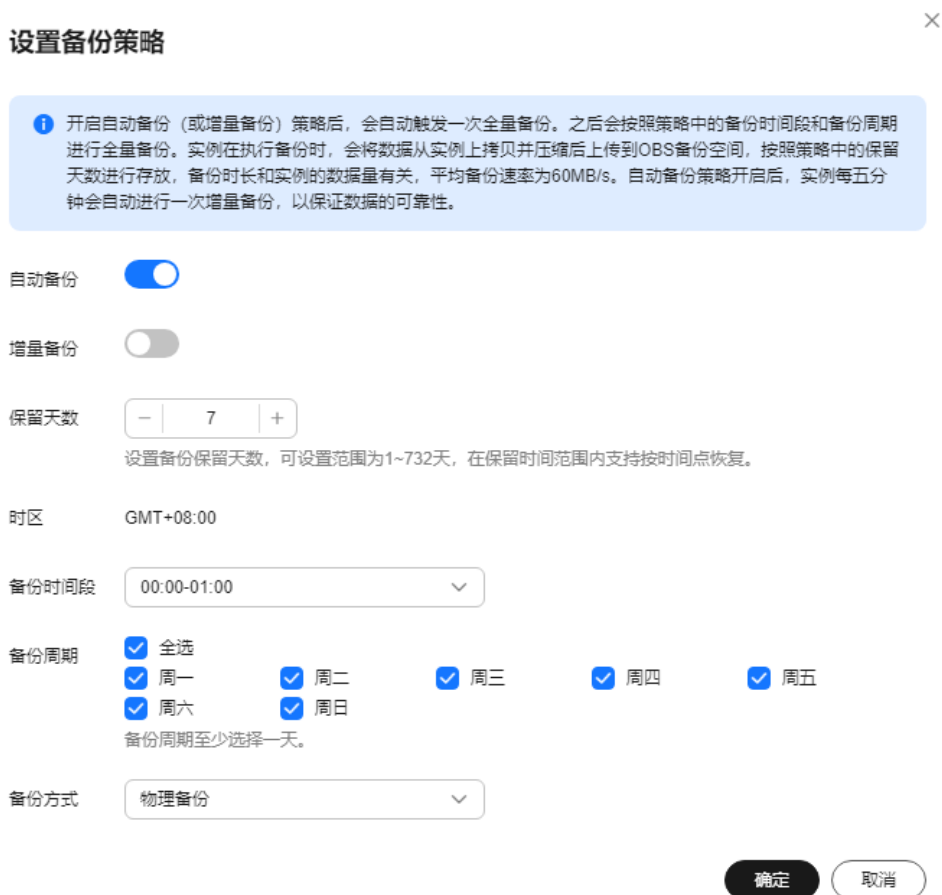 设置备份策略
开启自动备份（或增量备份）策略后，会自动触发一次全量备份。之后会按照策略中的备份时间段和备份周期
进行全量备份。实例在执行备份时，会将数据从实例上拷贝并压缩后上传到OBS备份空间，按照策略中的保留
天数进行存放，备份时长和实例的数据量有关，平均备份速率为60MB/s。自动备份策略开启后，实例每五分
钟会自动进行一次增量备份，以保证数据的可靠性。
自动备份
增量备份
保留天数 － 7 +
设置备份保留天数，可设置范围为1~732天，在保留时间范围内支持按时间点恢复。
时区 GMT+08:00
备份时间段 00:00-01:00
备份周期 全选
周一 周二 周三 周四 周五
周六 周日
备份周期至少选择一天。
备份方式 物理备份
确定 取消